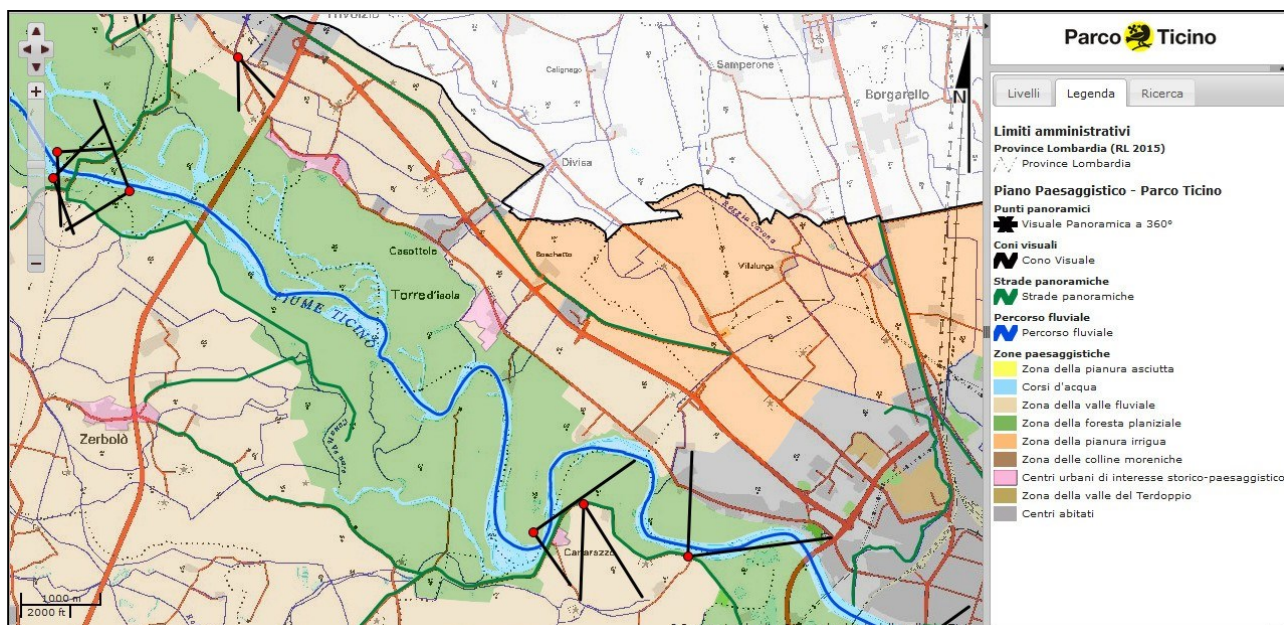 Trivolzio
Calignago
Samperone
Borgarello
N
Divisa
Roggia Carona
Casottole
Boschetto
Villalunga
Torre d'isola
FIUME TICINO
Zerbolò
Canarazzo
1000 m
2000 ft
Parco Ticino
Livelli
Legenda
Ricerca
Limiti amministrativi
Province Lombardia (RL 2015)
Province Lombardia
Piano Paesaggistico - Parco Ticino
Punti panoramici
Visuale Panoramica a 360°
Coni visuali
Cono Visuale
Strade panoramiche
Strade panoramiche
Percorso fluviale
Percorso fluviale
Zone paesaggistiche
Zona della pianura asciutta
Corsi d'acqua
Zona della valle fluviale
Zona della foresta planiziale
Zona della pianura irrigua
Zona delle colline moreniche
Centri urbani di interesse storico-paesaggistico
Zona della valle del Terdoppio
Centri abitati